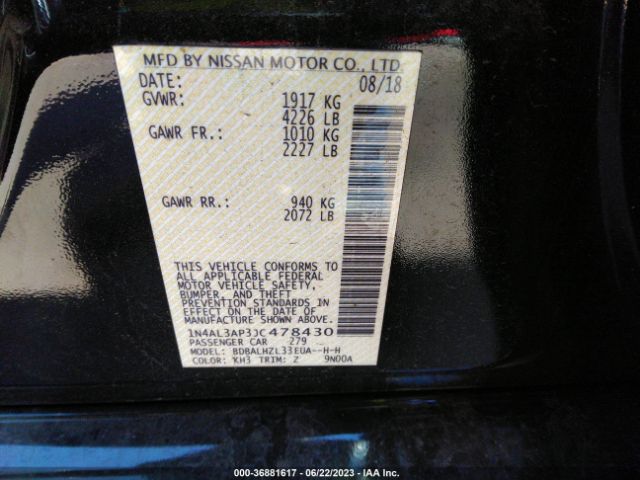 MFD BY NISSAN MOTOR CO., LTD
DATE: 08/18
GVWR: 1917 KG
4226 LB
GAWR FR.: 1010 KG
2227 LB
GAWR RR.: 940 KG
2072 LB
THIS VEHICLE CONFORMS TO
ALL APPLICABLE FEDERAL
MOTOR VEHICLE SAFETY,
BUMPER, AND THEFT
PREVENTION STANDARDS IN
EFFECT ON THE DATE OF
MANUFACTURE SHOWN ABOVE.
1N4AL3AP3JC478430
PASSENGER CAR 279
MODEL: BDBALHZL33EUA--H-H
COLOR: KH3 TRIM: Z 9N00A
000-36881617 - 06/22/2023 - IAA Inc.